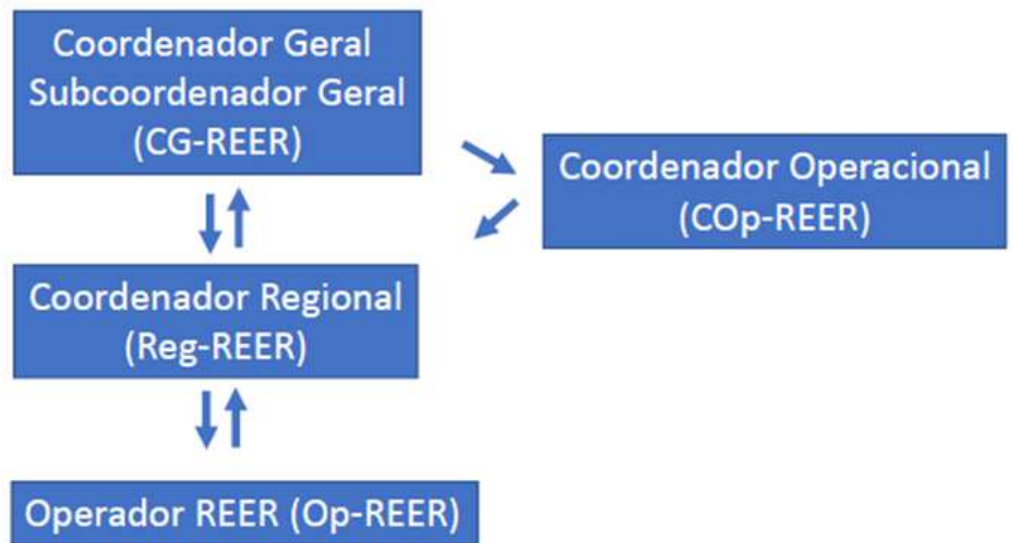 Coordenador Geral
Subcoordenador Geral
(CG-REER)
Coordenador Operacional
(COp-REER)
Coordenador Regional
(Reg-REER)
Operador REER (Op-REER)